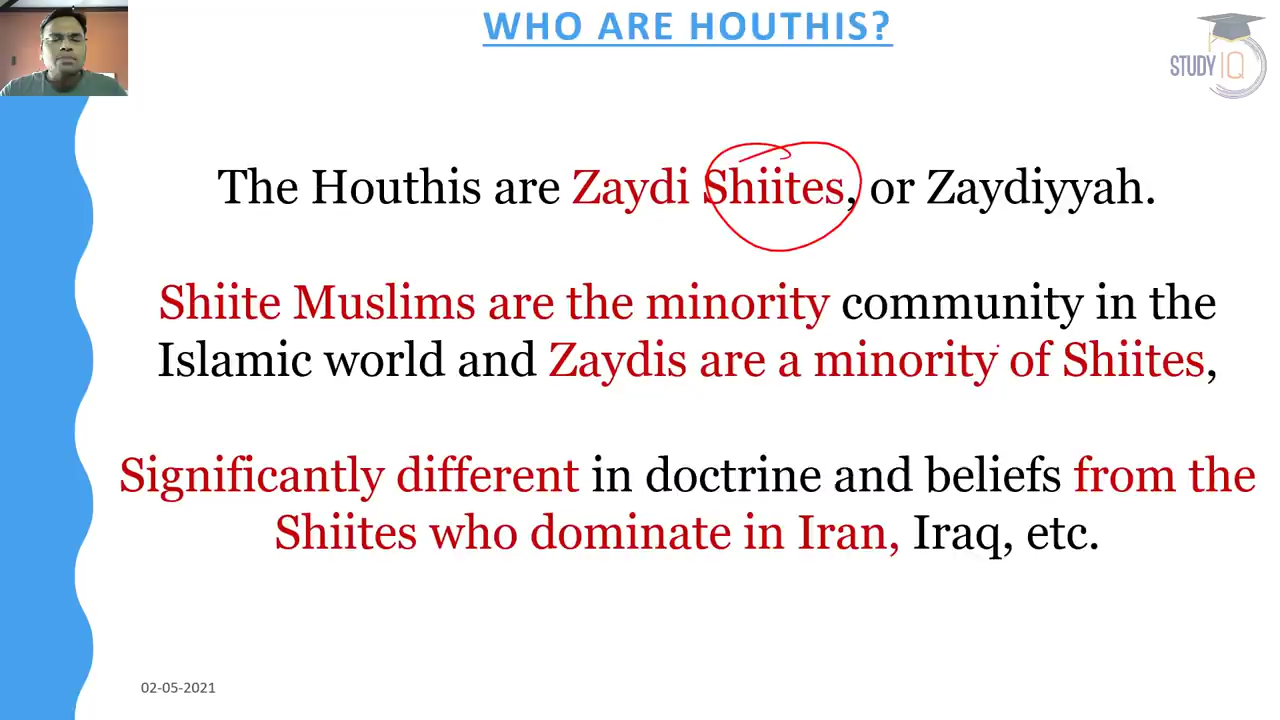 WHO ARE HOUTHIS?
STUDY IQ
The Houthis are Zaydi Shiites, or Zaydiyyah.
Shiite Muslims are the minority community in the
Islamic world and Zaydis are a minority of Shiites,
Significantly different in doctrine and beliefs from the
Shiites who dominate in Iran, Iraq, etc.
02-05-2021